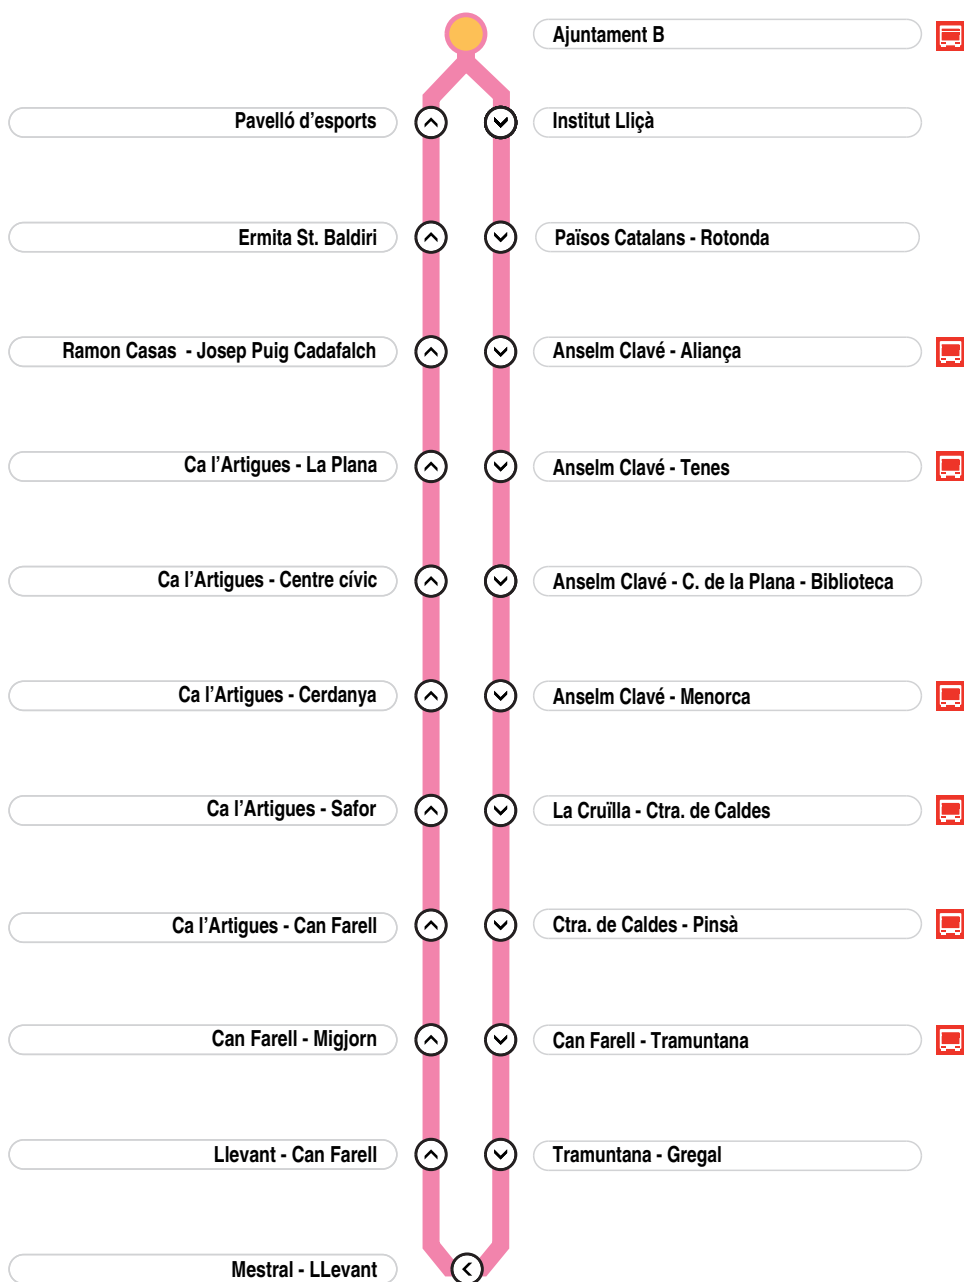 Ajuntament B
Pavelló d'esports
Institut Lliçà
Ermita St. Baldiri
Països Catalans - Rotonda
Ramon Casas - Josep Puig Cadafalch
Anselm Clavé - Aliança
Ca l'Artigues - La Plana
Anselm Clavé - Tenes
Ca l'Artigues - Centre cívic
Anselm Clavé - C. de la Plana - Biblioteca
Ca l'Artigues - Cerdanya
Anselm Clavé - Menorca
Ca l'Artigues - Safor
La Cruïlla - Ctra. de Caldes
Ca l'Artigues - Can Farell
Ctra. de Caldes - Pinsà
Can Farell - Migjorn
Can Farell - Tramuntana
Llevant - Can Farell
Tramuntana - Gregal
Mestral - LLevant